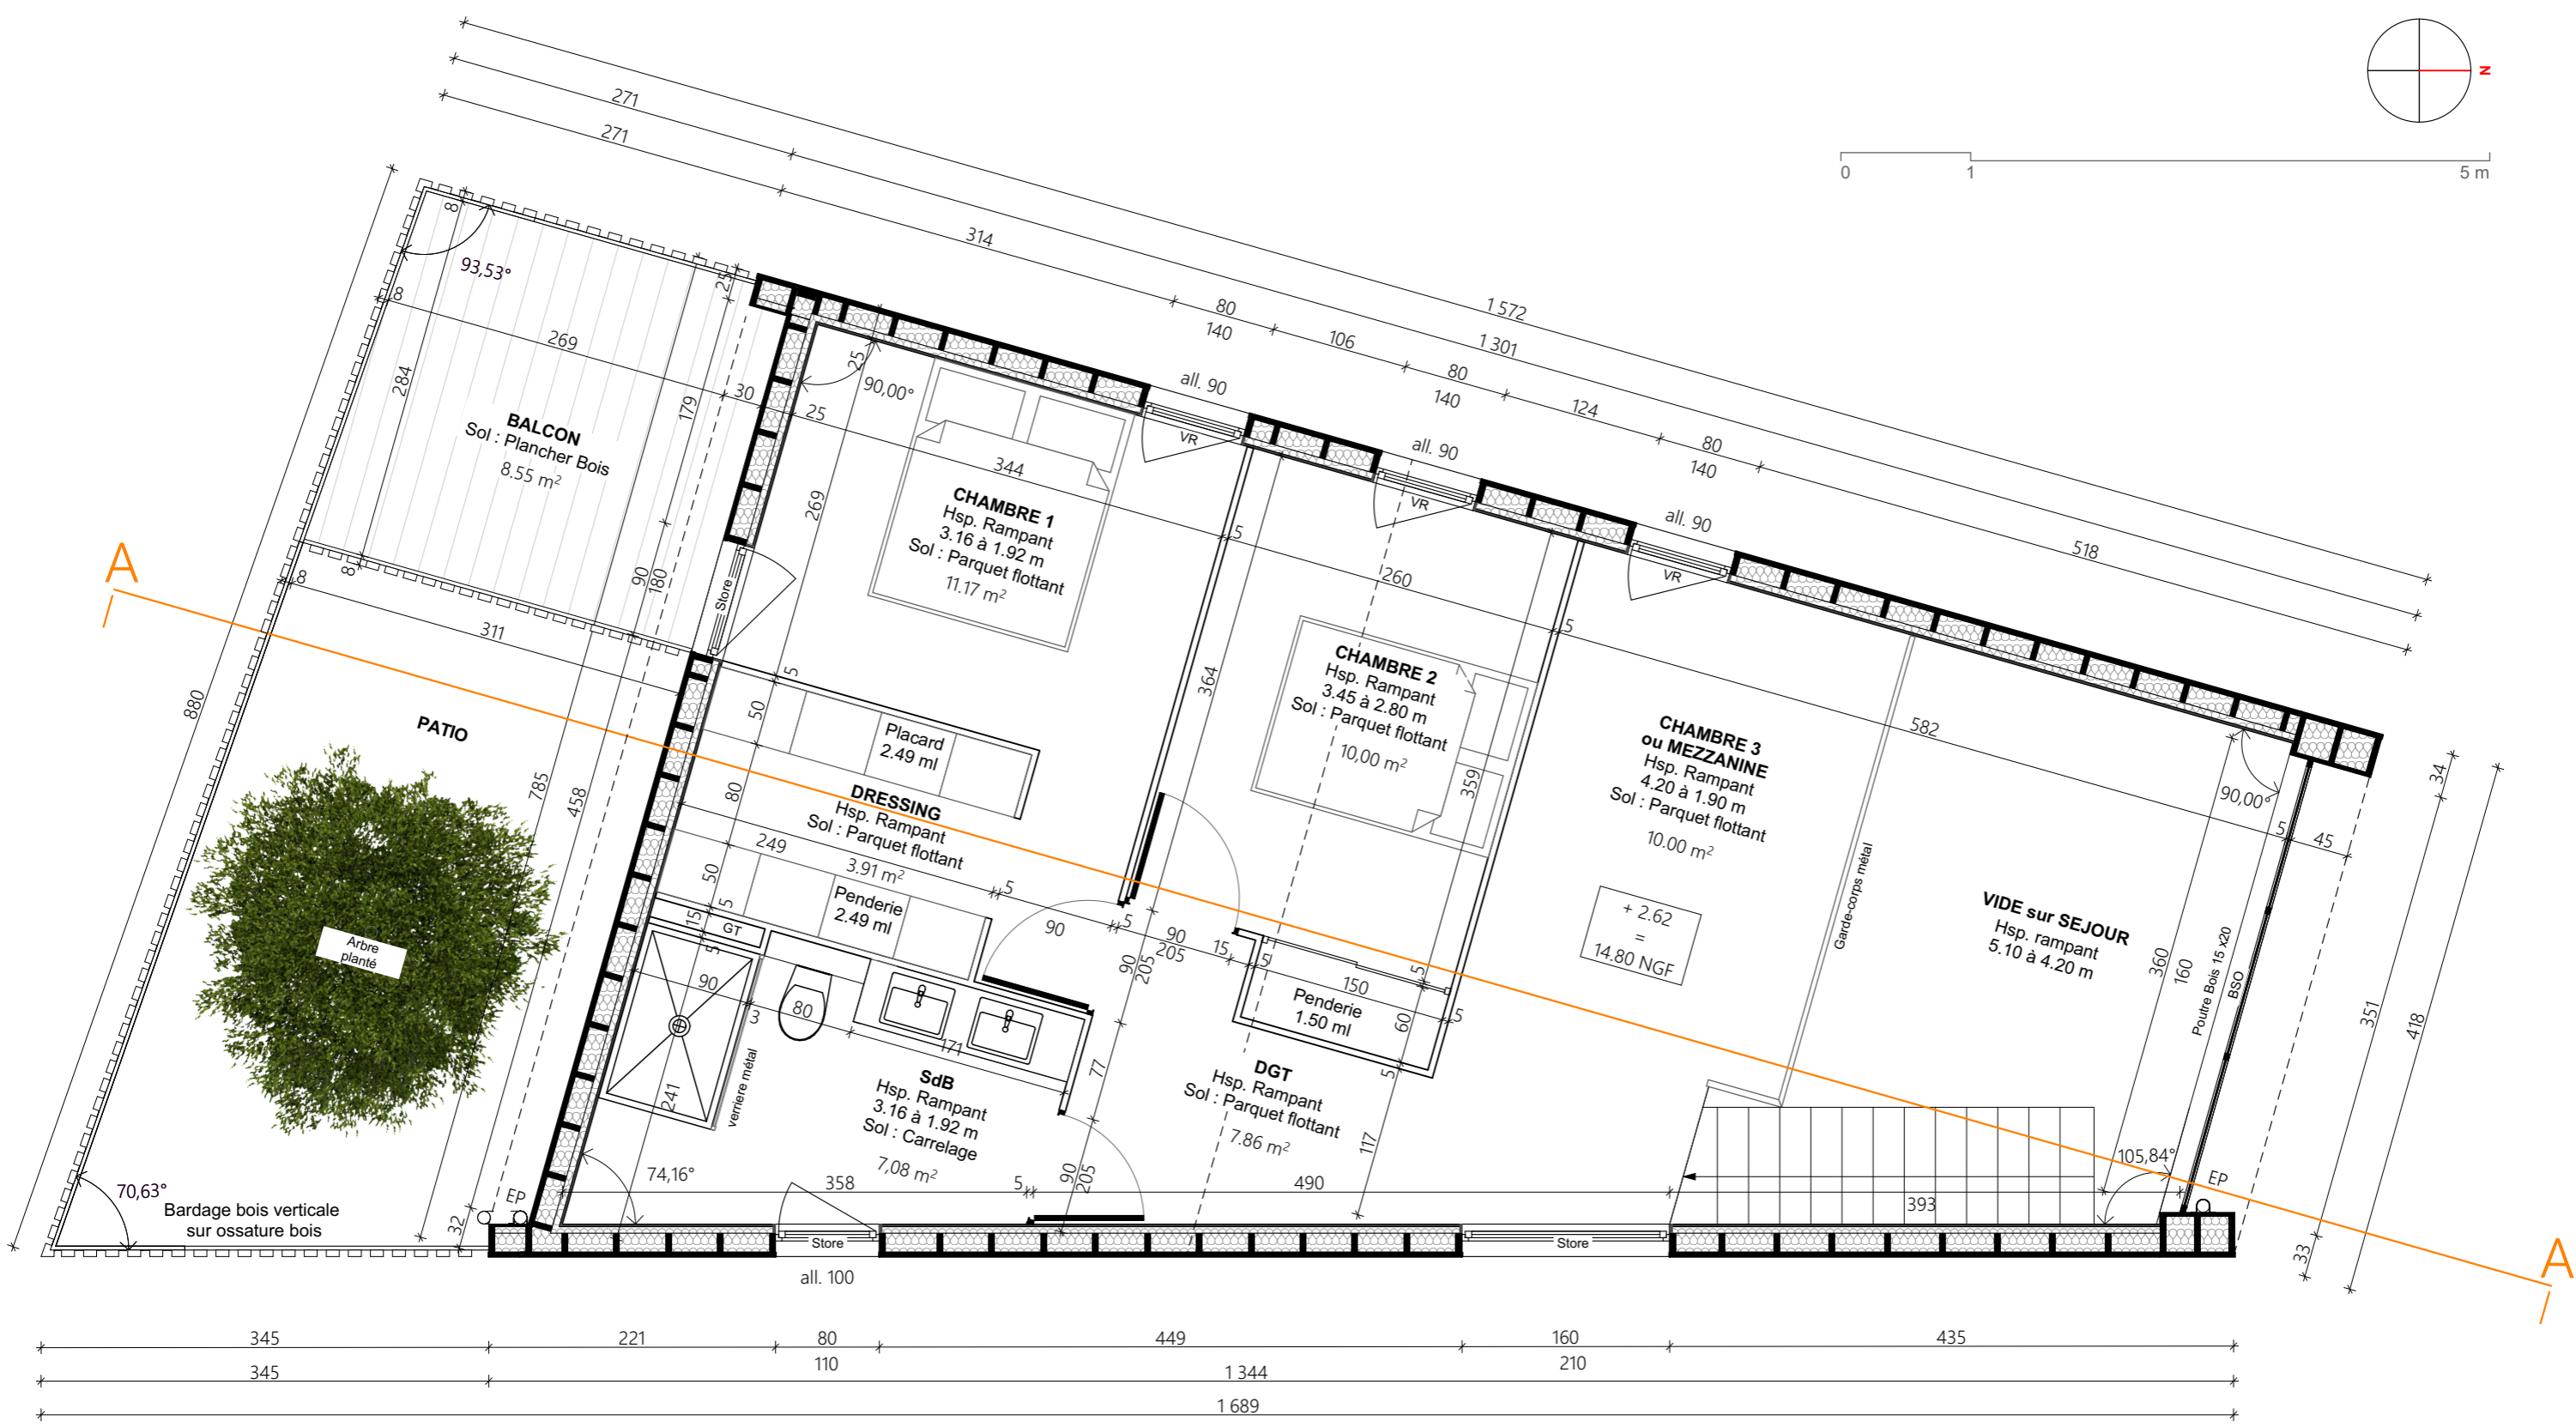 N
0 1 5 m
271
271
314
80
140
106
80
140
124
80
140
518
1 572
1 301
8
93,53°
8
269
284
BALCON
Sol : Plancher Bois
8.55 m²
179
25
30
25
90
180
8
8
311
880
785
458
32
PATIO
Arbre
planté
70,63°
Bardage bois verticale
sur ossature bois
EP
A
25
90,00°
all. 90
VR
all. 90
VR
all. 90
VR
344
269
CHAMBRE 1
Hsp. Rampant
3.16 à 1.92 m
Sol : Parquet flottant
11.17 m²
Store
5
50
Placard
2.49 ml
80
DRESSING
Hsp. Rampant
Sol : Parquet flottant
3.91 m²
249
50
Penderie
2.49 ml
5
15
GT
5
5
5
90
90
205
90
205
15
5
5
260
364
CHAMBRE 2
Hsp. Rampant
3.45 à 2.80 m
Sol : Parquet flottant
10,00 m²
359
5
5
150
Penderie
1.50 ml
60
5
5
CHAMBRE 3
ou MEZZANINE
Hsp. Rampant
4.20 à 1.90 m
Sol : Parquet flottant
10.00 m²
+ 2.62
=
14.80 NGF
582
Garde-corps métal
VIDE sur SEJOUR
Hsp. rampant
5.10 à 4.20 m
90,00°
5
45
360
160
Poutre Bois 15 x20
BSO
34
351
418
33
90
3
80
171
241
verriere métal
SdB
Hsp. Rampant
3.16 à 1.92 m
Sol : Carrelage
7,08 m²
77
90
205
DGT
Hsp. Rampant
Sol : Parquet flottant
7.86 m²
117
74,16°
358
5
490
393
105,84°
EP
Store
Store
all. 100
A
345
221
80
110
449
160
210
435
345
1 344
1 689